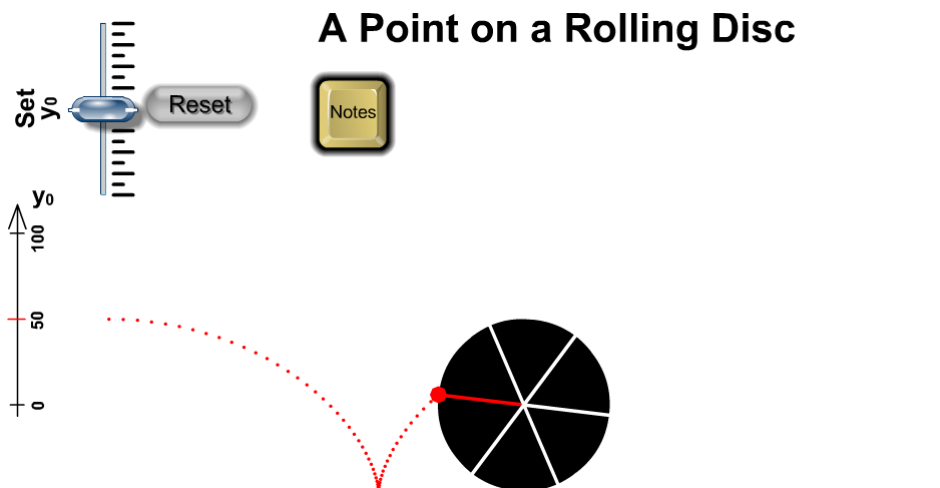 A Point on a Rolling Disc
Set
y0
Reset
Notes
y0
100
50
0